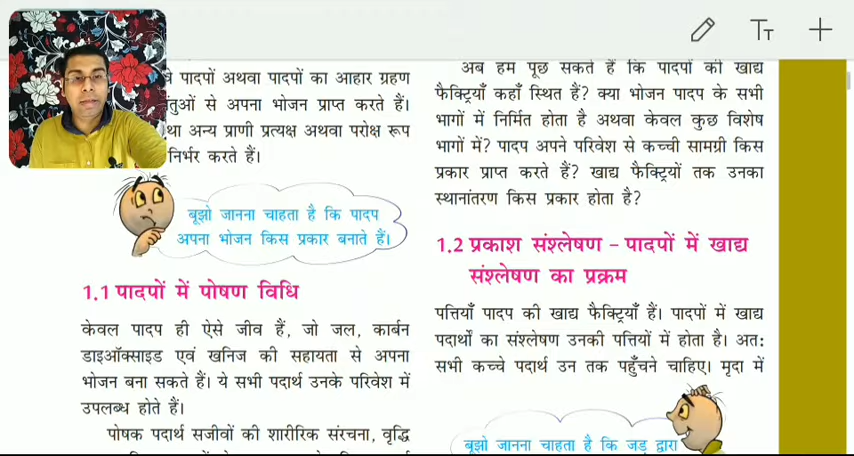 पादपों अथवा पादपों का आहार ग्रहण
से अपना भोजन प्राप्त करते हैं।
अन्य प्राणी प्रत्यक्ष अथवा परोक्ष रूप
निर्भर करते हैं।
बूझो जानना चाहता है कि पादप
अपना भोजन किस प्रकार बनाते हैं।
1.1 पादपों में पोषण विधि
केवल पादप ही ऐसे जीव हैं, जो जल, कार्बन
डाइऑक्साइड एवं खनिज की सहायता से अपना
भोजन बना सकते हैं। ये सभी पदार्थ उनके परिवेश में
उपलब्ध होते हैं।
पोषक पदार्थ सजीवों की शारीरिक संरचना, वृद्धि
अब हम पूछ सकते हैं कि पादपों की खाद्य
फैक्ट्रियाँ कहाँ स्थित हैं? क्या भोजन पादप के सभी
भागों में निर्मित होता है अथवा केवल कुछ विशेष
भागों में? पादप अपने परिवेश से कच्ची सामग्री किस
प्रकार प्राप्त करते हैं? खाद्य फैक्ट्रियों तक उनका
स्थानांतरण किस प्रकार होता है?
1.2 प्रकाश संश्लेषण – पादपों में खाद्य
संश्लेषण का प्रक्रम
पत्तियाँ पादप की खाद्य फैक्ट्रियाँ हैं। पादपों में खाद्य
पदार्थों का संश्लेषण उनकी पत्तियों में होता है। अतः
सभी कच्चे पदार्थ उन तक पहुँचने चाहिए। मृदा में
बूझो जानना चाहता है कि जड़ द्वारा